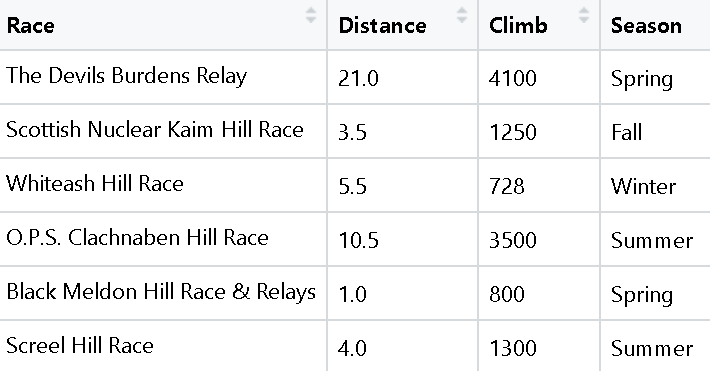 Race Distance Climb Season
The Devils Burdens Relay 21.0 4100 Spring
Scottish Nuclear Kaim Hill Race 3.5 1250 Fall
Whiteash Hill Race 5.5 728 Winter
O.P.S. Clachnaben Hill Race 10.5 3500 Summer
Black Meldon Hill Race & Relays 1.0 800 Spring
Screel Hill Race 4.0 1300 Summer